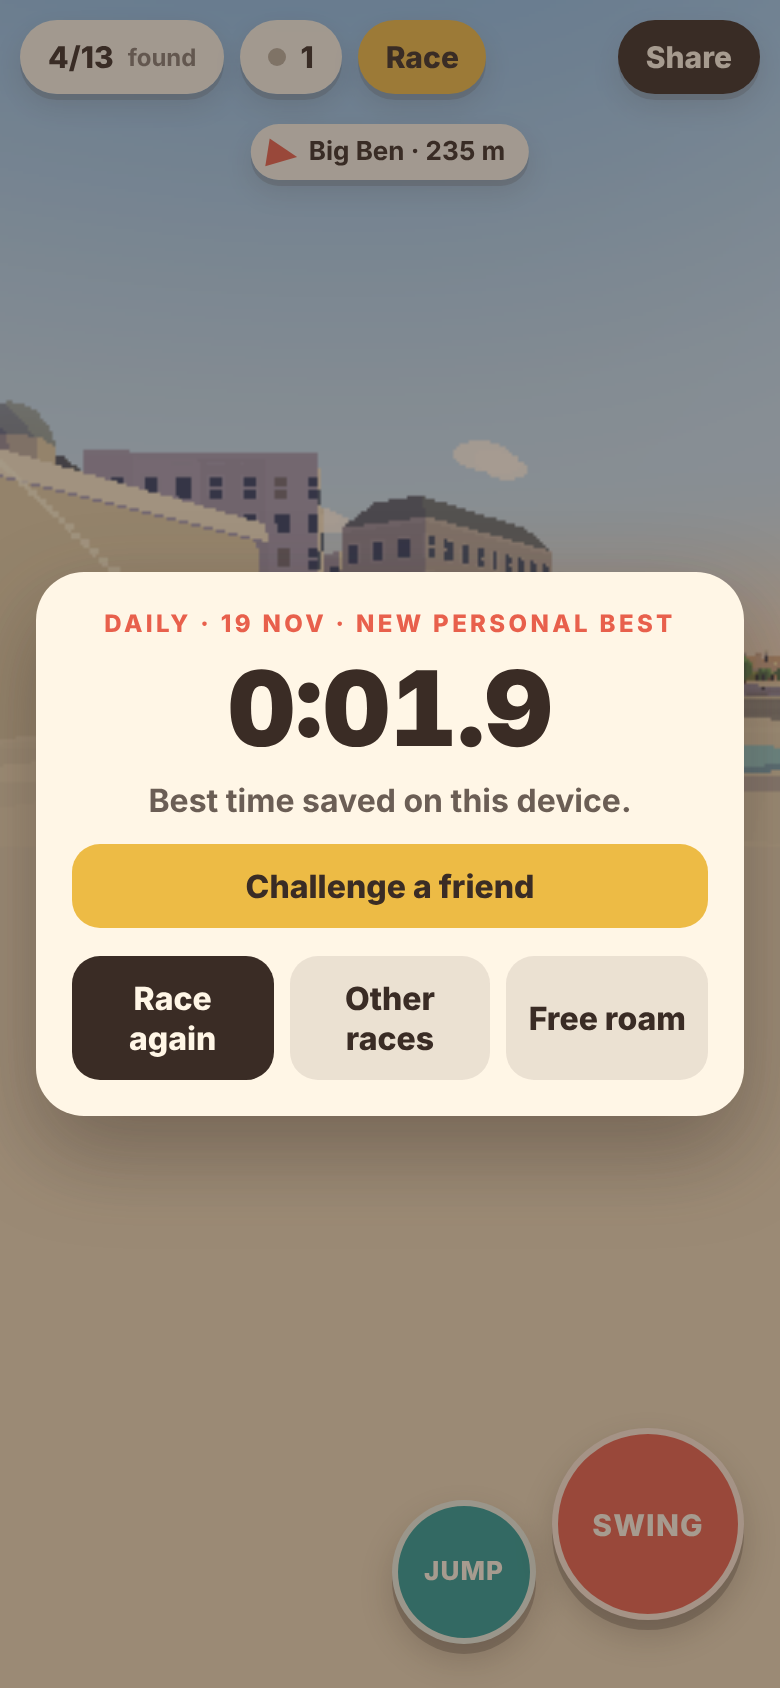 4/13 found
1
Race
Share
Big Ben · 235 m
DAILY · 19 NOV · NEW PERSONAL BEST
0:01.9
Best time saved on this device.
Challenge a friend
Race
again
Other
races
Free roam
SWING
JUMP